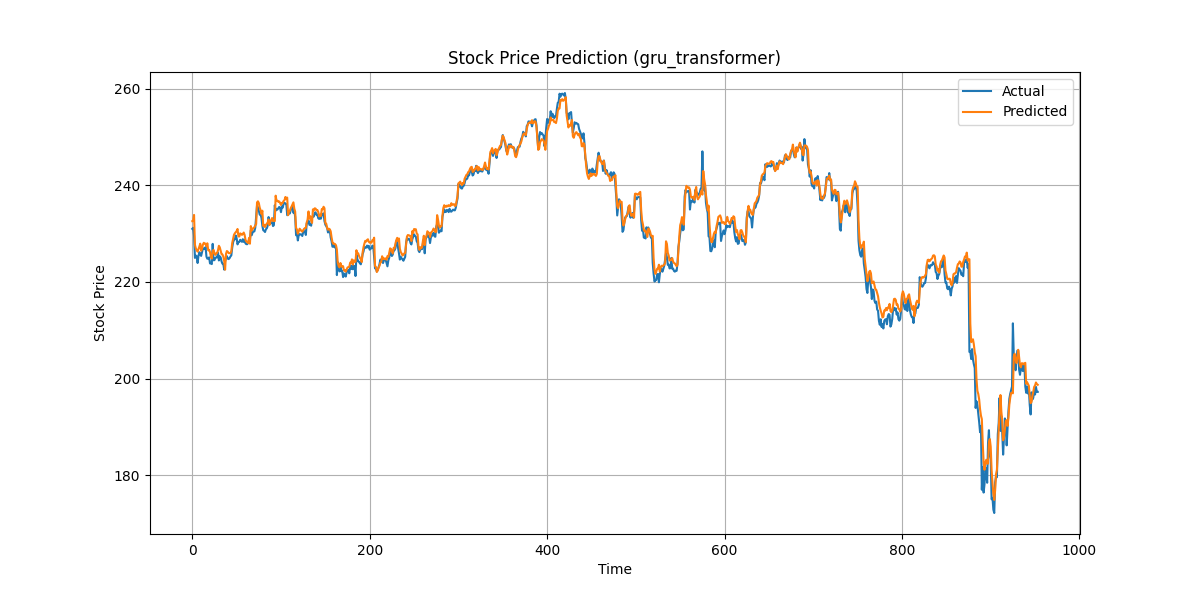 Stock Price Prediction (gru_transformer)
Actual
Predicted
260
240
220
200
180
Stock Price
0
200
400
600
800
1000
Time